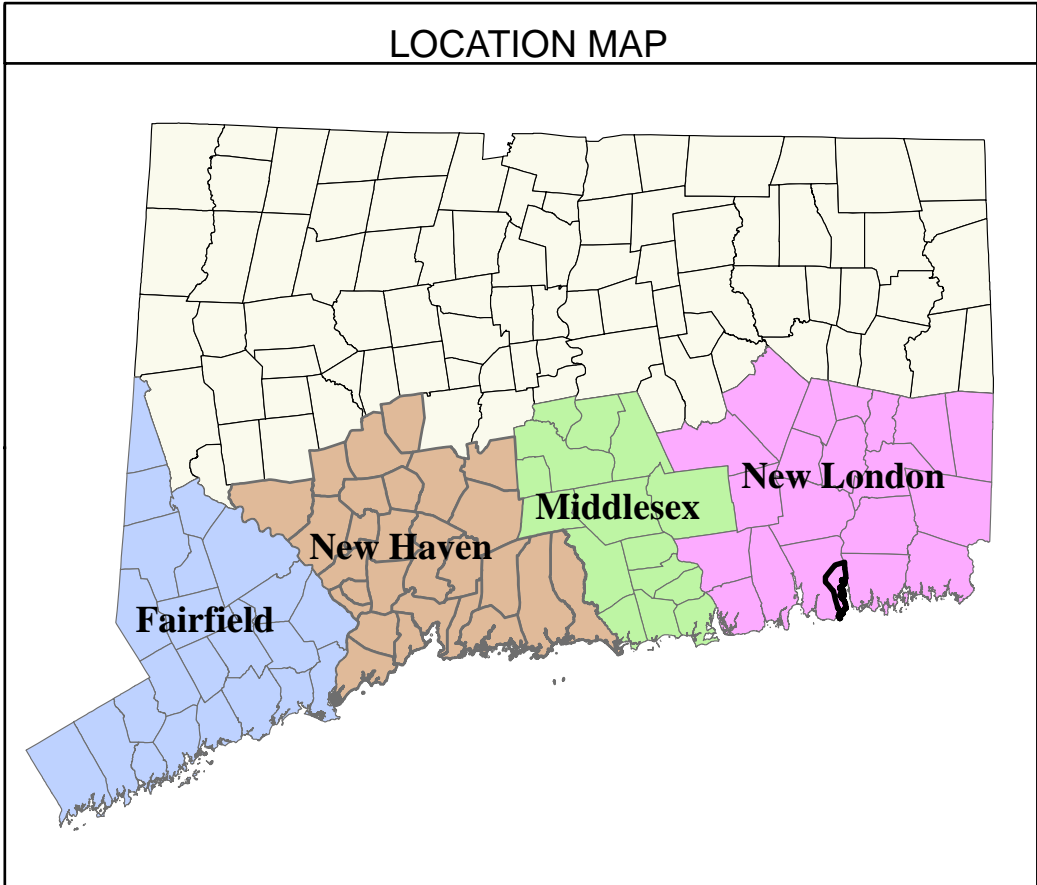 LOCATION MAP
New London
Middlesex
New Haven
Fairfield